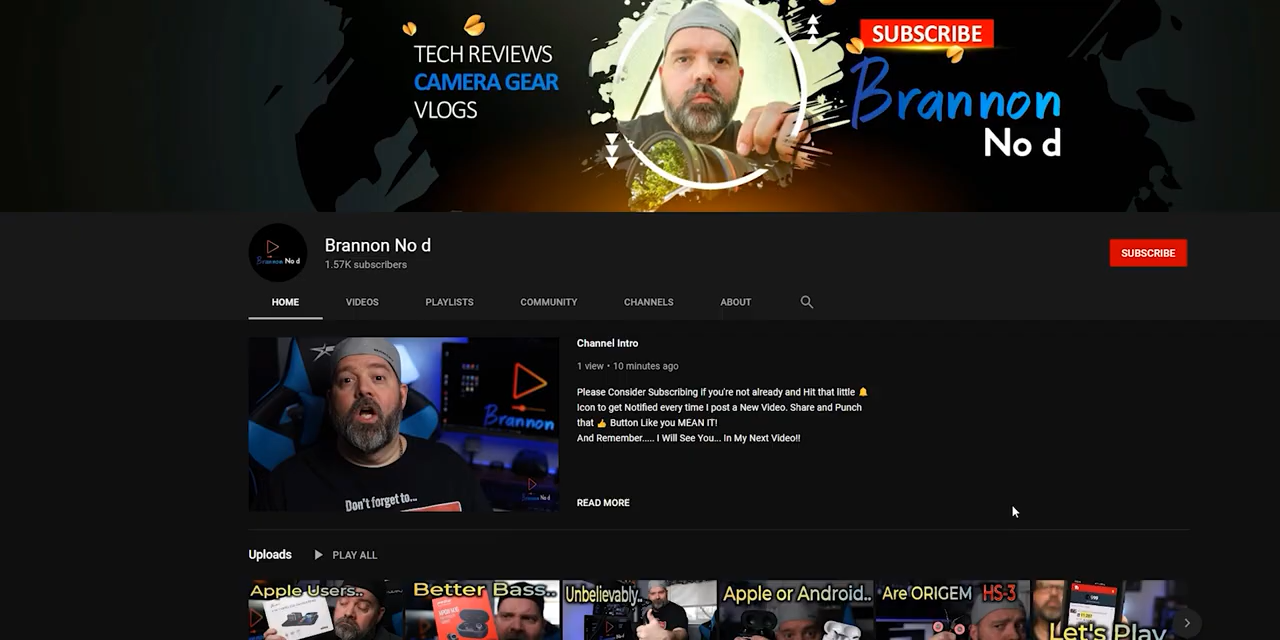 TECH REVIEWS
CAMERA GEAR
VLOGS
SUBSCRIBE
Brannon
No d
Brannon No d
Brannon No d
1.57K subscribers
SUBSCRIBE
HOME VIDEOS PLAYLISTS COMMUNITY CHANNELS ABOUT
Brannon
Don't forget to...
Brannon No d
Channel Intro
1 view • 10 minutes ago
Please Consider Subscribing if you're not already and Hit that little 🔔
Icon to get Notified every time I post a New Video. Share and Punch
that 👍 Button Like you MEAN IT!
And Remember..... I Will See You... In My Next Video!!
READ MORE
Uploads PLAY ALL
Apple Users..
Better Bass..
Unbelievably..
Apple or Android..
Are ORIGEM HS-3
Let's Play